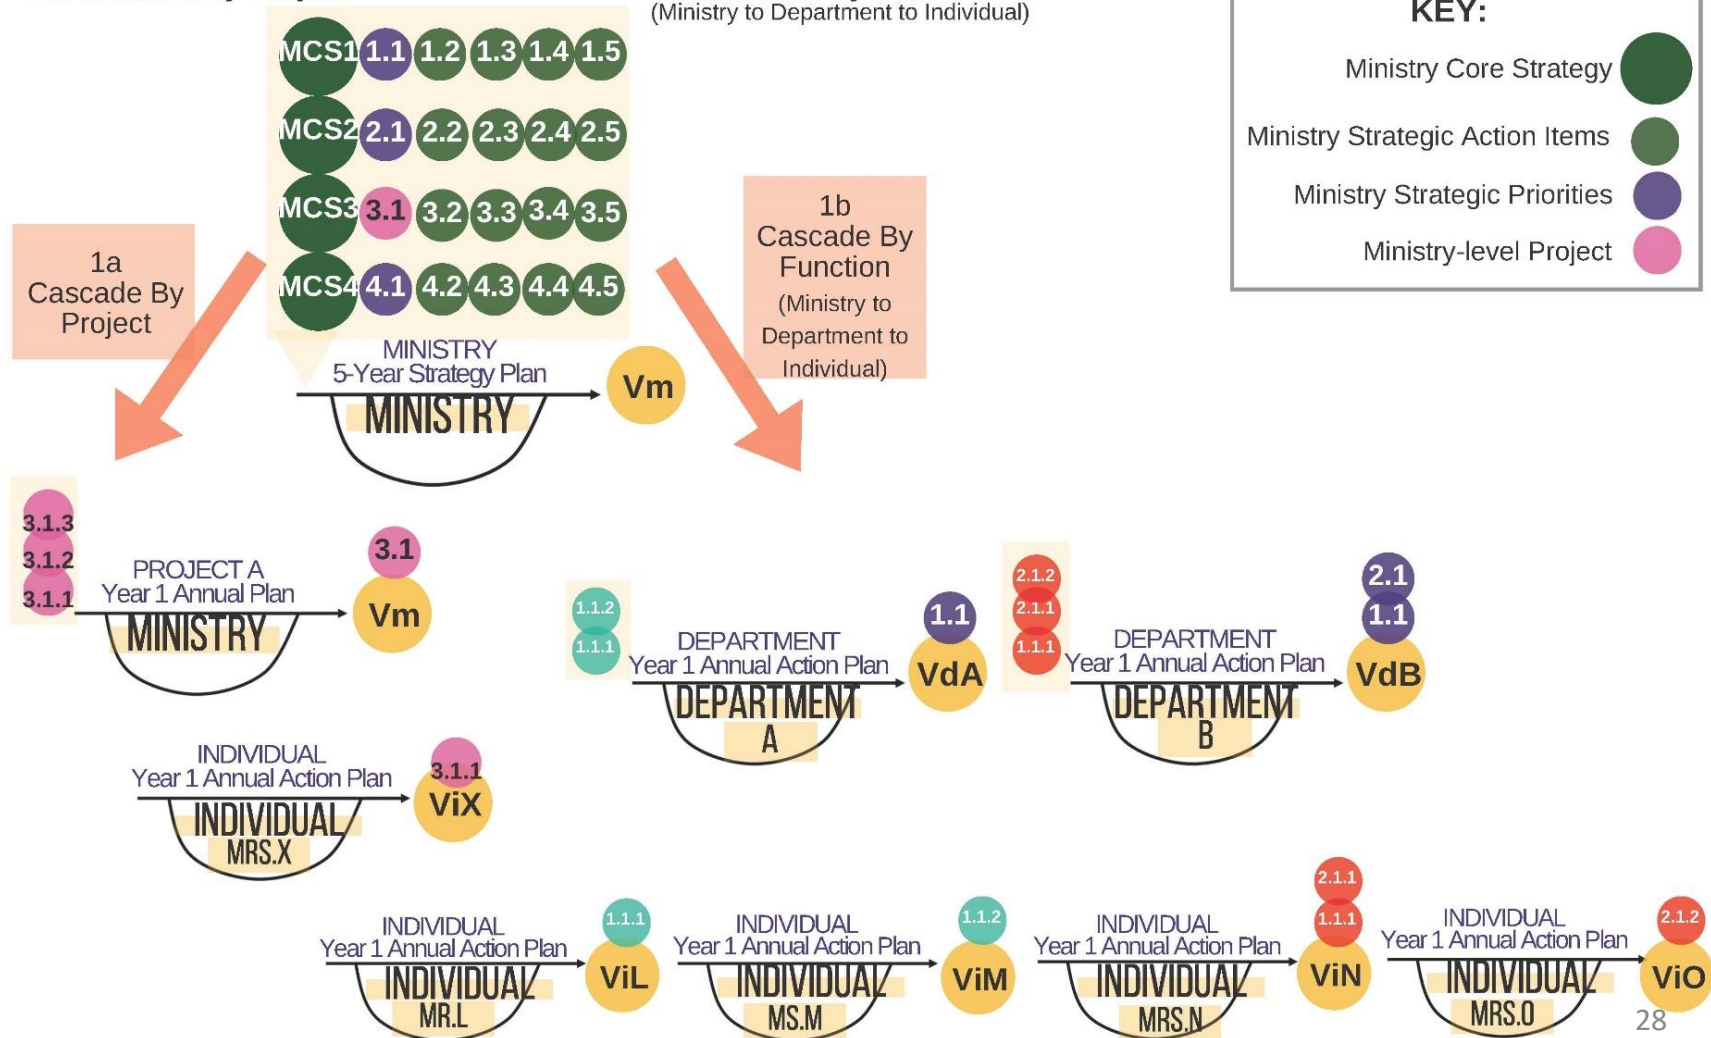 (Ministry to Department to Individual)
KEY:
Ministry Core Strategy
Ministry Strategic Action Items
Ministry Strategic Priorities
Ministry-level Project
MCS1 1.1 1.2 1.3 1.4 1.5
MCS2 2.1 2.2 2.3 2.4 2.5
MCS3 3.1 3.2 3.3 3.4 3.5
MCS4 4.1 4.2 4.3 4.4 4.5
1a
Cascade By
Project
1b
Cascade By
Function
(Ministry to
Department to
Individual)
MINISTRY
5-Year Strategy Plan
Vm
MINISTRY
3.1.3
3.1.2
3.1.1
PROJECT A
Year 1 Annual Plan
3.1
Vm
MINISTRY
1.1.2
1.1.1
DEPARTMENT
Year 1 Annual Action Plan
1.1
VdA
DEPARTMENT
A
2.1.2
2.1.1
1.1.1
DEPARTMENT
Year 1 Annual Action Plan
2.1
1.1
VdB
DEPARTMENT
B
INDIVIDUAL
Year 1 Annual Action Plan
3.1.1
ViX
INDIVIDUAL
MRS.X
INDIVIDUAL
Year 1 Annual Action Plan
1.1.1
ViL
INDIVIDUAL
MR.L
INDIVIDUAL
Year 1 Annual Action Plan
1.1.2
ViM
INDIVIDUAL
MS.M
INDIVIDUAL
Year 1 Annual Action Plan
2.1.1
1.1.1
ViN
INDIVIDUAL
MRS.N
INDIVIDUAL
Year 1 Annual Action Plan
2.1.2
ViO
INDIVIDUAL
MRS.O
28